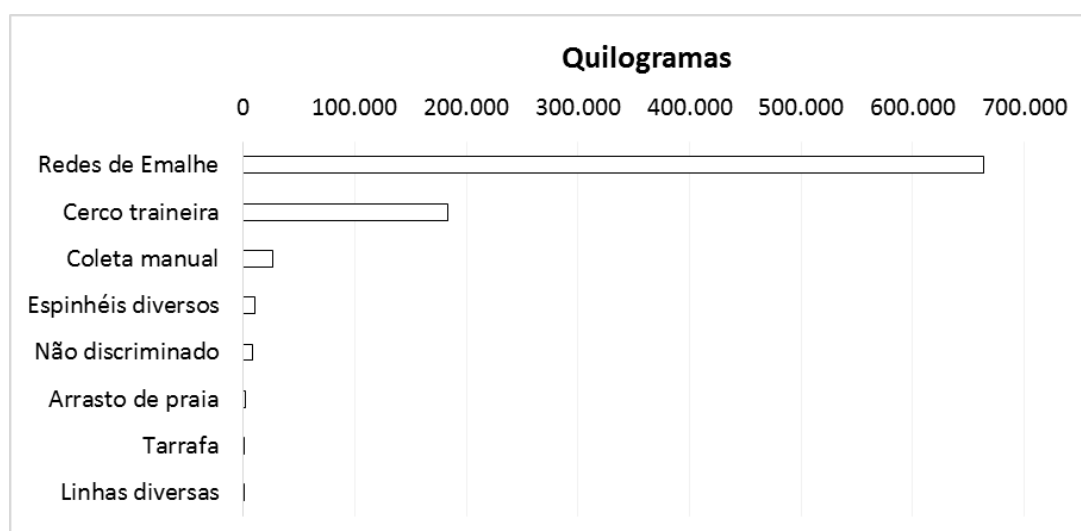 Quilogramas
0 100.000 200.000 300.000 400.000 500.000 600.000 700.000
Redes de Emalhe
Cerco traineira
Coleta manual
Espinhéis diversos
Não discriminado
Arrasto de praia
Tarrafa
Linhas diversas